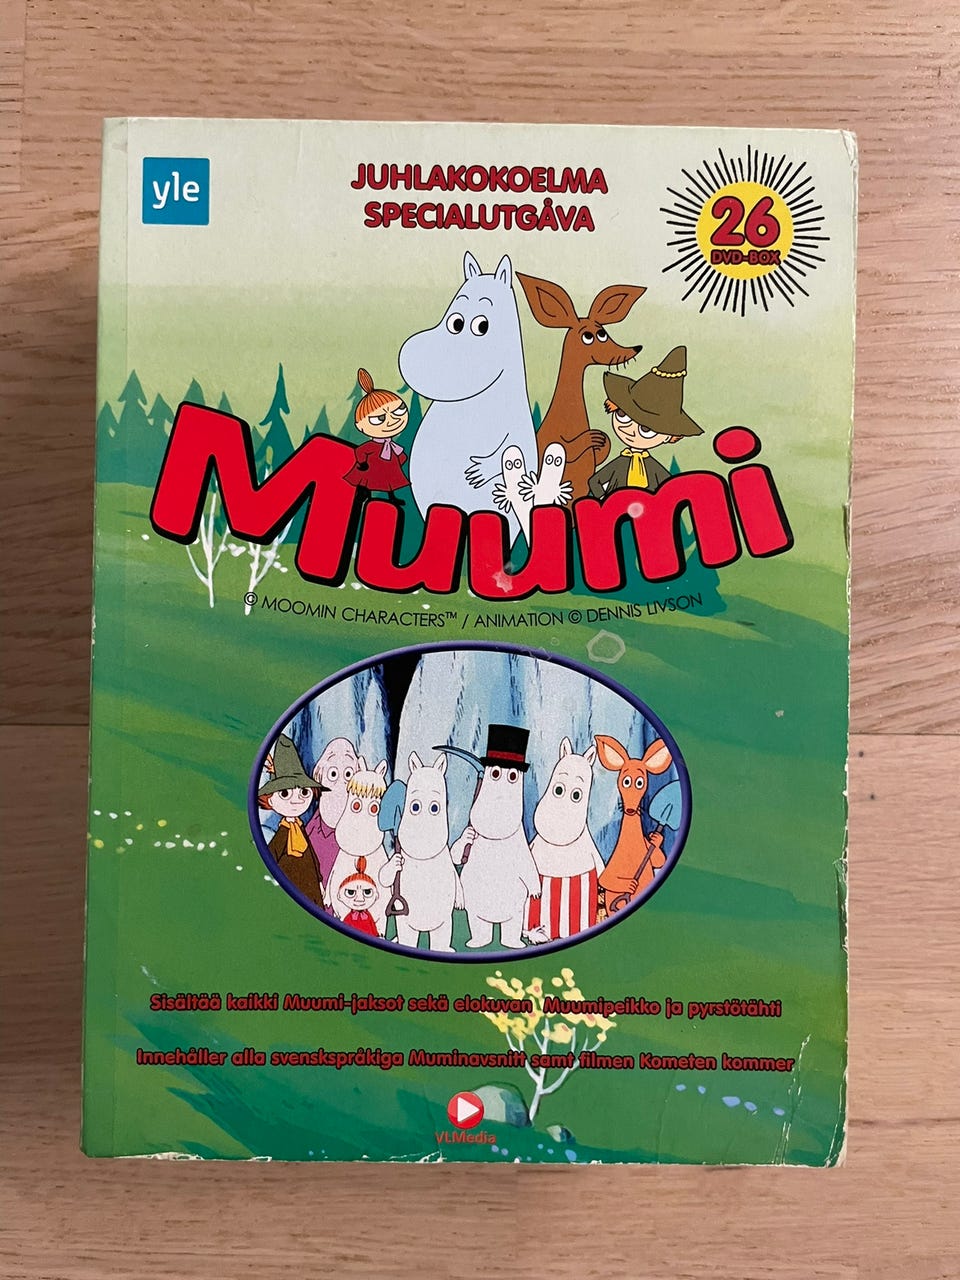 yle
JUHLAKOKOELMA
SPECIALUTGÅVA
26
DVD-BOX
Muumi
© MOOMIN CHARACTERS™ / ANIMATION © DENNIS LIVSON
Sisältää kaikki Muumi-jaksot sekä elokuvan Muumipeikko ja pyrstötähti
Innehåller alla svenskspråkiga Muminavsnitt samt filmen Kometen kommer
VLMedia